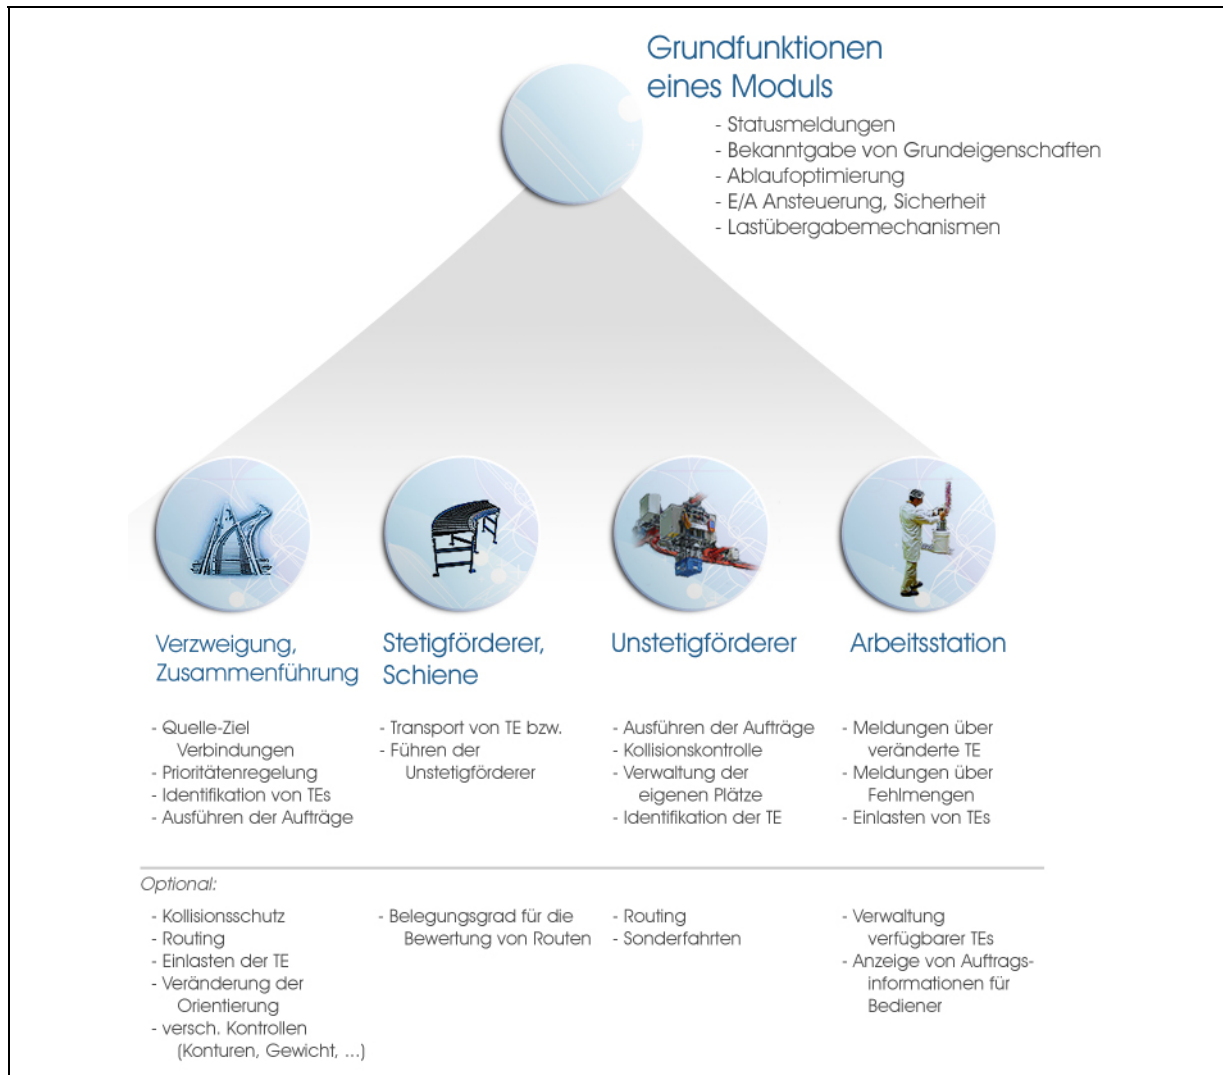 Grundfunktionen
eines Moduls
- Statusmeldungen
- Bekanntgabe von Grundeigenschaften
- Ablaufoptimierung
- E/A Ansteuerung, Sicherheit
- Lastübergabemechanismen
Verzweigung,
Zusammenführung
- Quelle-Ziel
Verbindungen
- Prioritätenregelung
- Identifikation von TEs
- Ausführen der Aufträge
Stetigförderer,
Schiene
- Transport von TE bzw.
- Führen der
Unstetigförderer
Unstetigförderer
- Ausführen der Aufträge
- Kollisionskontrolle
- Verwaltung der
eigenen Plätze
- Identifikation der TE
Arbeitsstation
- Meldungen über
veränderte TE
- Meldungen über
Fehlmengen
- Einlasten von TEs
Optional:
- Kollisionsschutz
- Routing
- Einlasten der TE
- Veränderung der
Orientierung
- versch. Kontrollen
(Konturen, Gewicht, ...)
- Belegungsgrad für die
Bewertung von Routen
- Routing
- Sonderfahrten
- Verwaltung
verfügbarer TEs
- Anzeige von Auftrags-
informationen für
Bediener